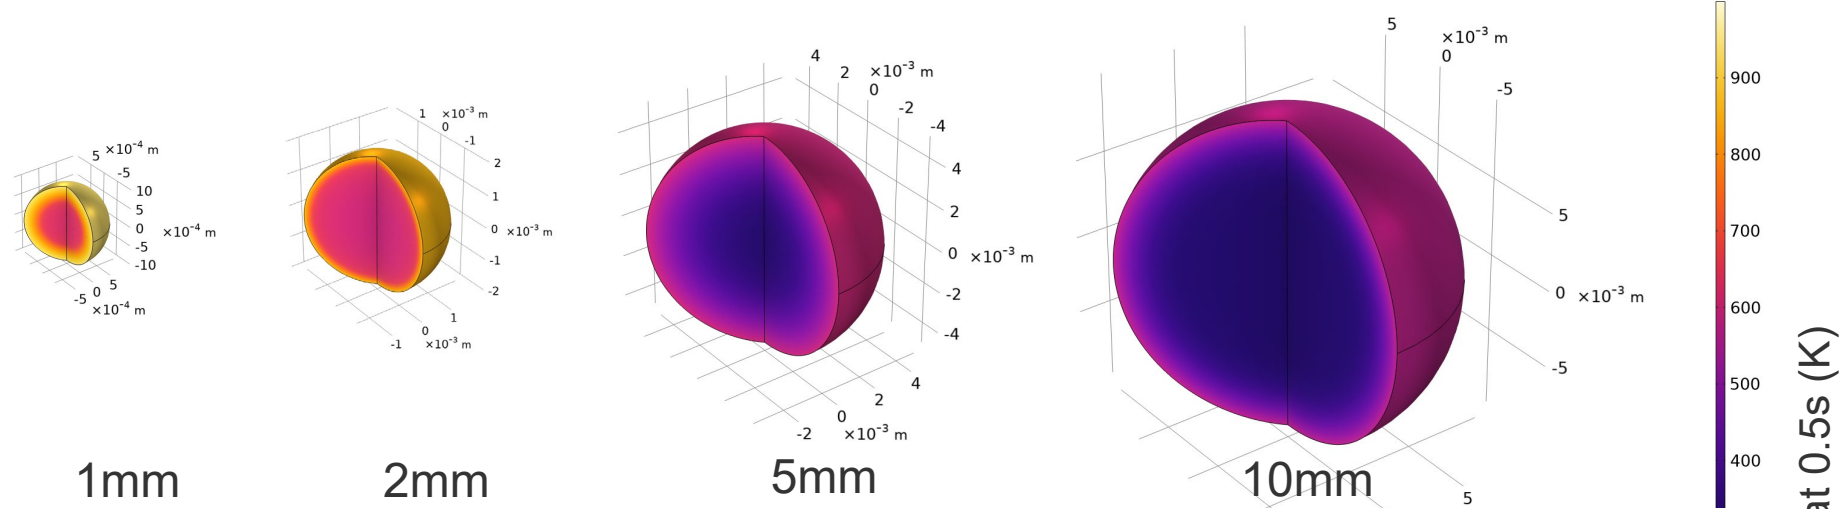 5 ×10⁻⁴ m
-5
10
5
0 ×10⁻⁴ m
-5
-10
5
0
-5
×10⁻⁴ m
1mm
1 ×10⁻³ m
0
-1
2
1
0 ×10⁻³ m
-1
-2
1
0
-1 ×10⁻³ m
2mm
4
2 ×10⁻³ m
0
-2
-4
4
2
0 ×10⁻³ m
-2
-4
4
2
0
-2 ×10⁻³ m
5mm
5
×10⁻³ m
0
-5
5
0 ×10⁻³ m
-5
5
10mm
900
800
700
600
500
400
at 0.5s (K)